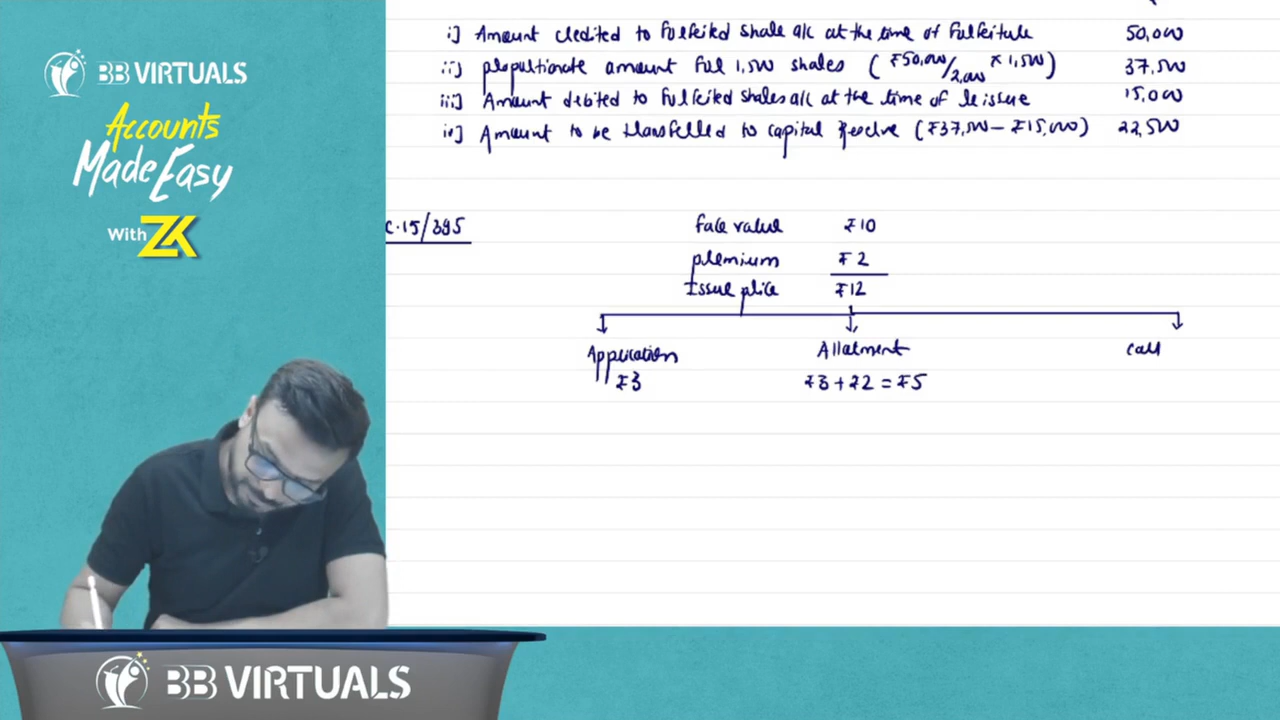 BB VIRTUALS
Accounts
Made Easy
With ZK
i) Amount credited to forfeited share a/c at the time of forfeiture 50,000
ii) proportionate amount for 1,500 shares (₹50,000/2,000 × 1,500) 37,500
iii) Amount debited to forfeited shares a/c at the time of reissue 15,000
iv) Amount to be transferred to capital Reserve (₹37,500 – ₹15,000) 22,500
c.15/395
face value ₹10
premium ₹2
Issue price ₹12
Application Allotment call
₹3 ₹3 + ₹2 = ₹5
BB VIRTUALS